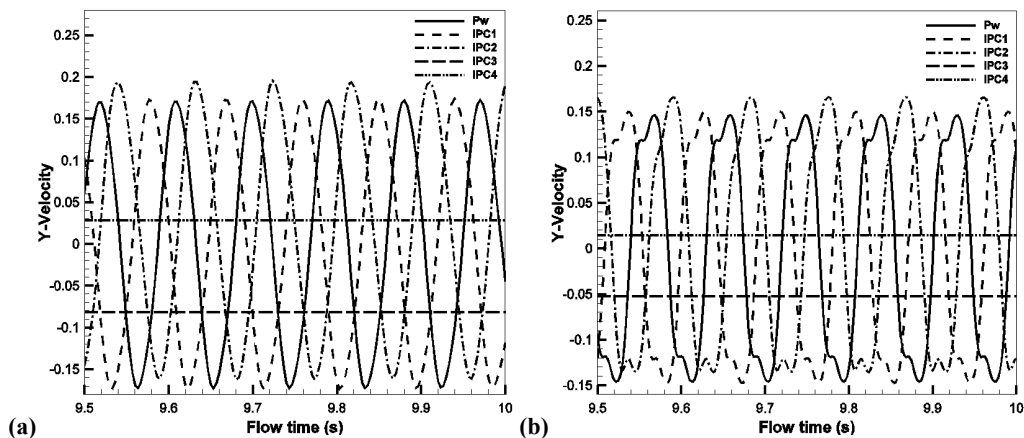 0.25
0.2
0.15
0.1
0.05
0
-0.05
-0.1
-0.15
Y-Velocity
Pw
IPC1
IPC2
IPC3
IPC4
9.5 9.6 9.7 9.8 9.9 10
Flow time (s)
(a)
0.25
0.2
0.15
0.1
0.05
0
-0.05
-0.1
-0.15
Y-Velocity
Pw
IPC1
IPC2
IPC3
IPC4
9.5 9.6 9.7 9.8 9.9 10
Flow time (s)
(b)